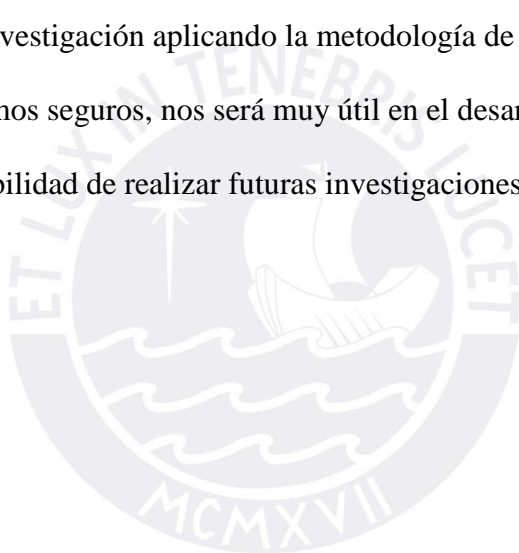 vestigación aplicando la metodología de
nos seguros, nos será muy útil en el desar
bilidad de realizar futuras investigaciones
ET LUX IN TENEBRIS LUCET
MCMXVII